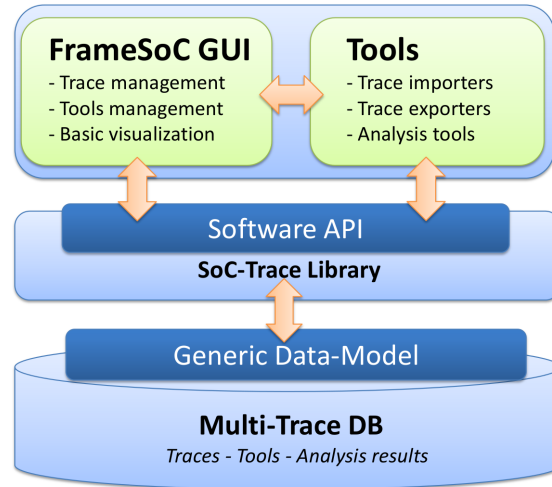 FrameSoC GUI
- Trace management
- Tools management
- Basic visualization
Tools
- Trace importers
- Trace exporters
- Analysis tools
Software API
SoC-Trace Library
Generic Data-Model
Multi-Trace DB
Traces - Tools - Analysis results